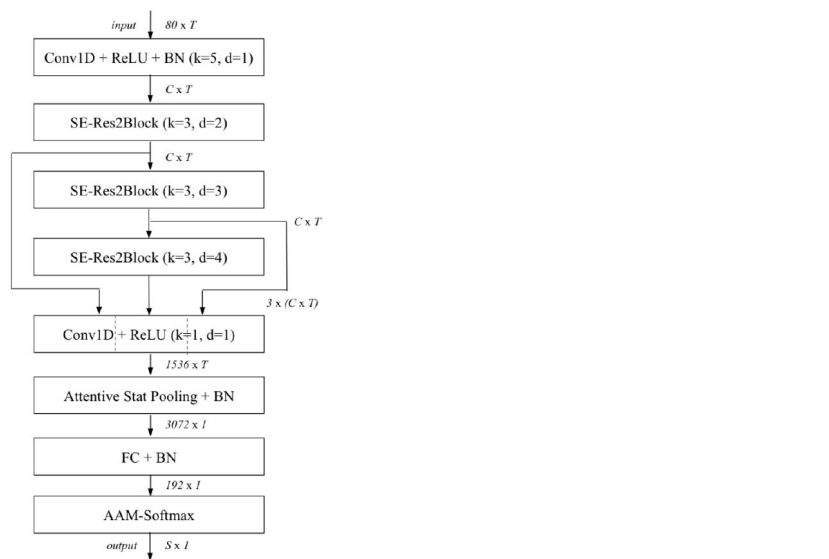 input 80 x T
Conv1D + ReLU + BN (k=5, d=1)
C x T
SE-Res2Block (k=3, d=2)
C x T
SE-Res2Block (k=3, d=3)
C x T
SE-Res2Block (k=3, d=4)
3 x (C x T)
Conv1D + ReLU (k=1, d=1)
1536 x T
Attentive Stat Pooling + BN
3072 x 1
FC + BN
192 x 1
AAM-Softmax
output S x 1